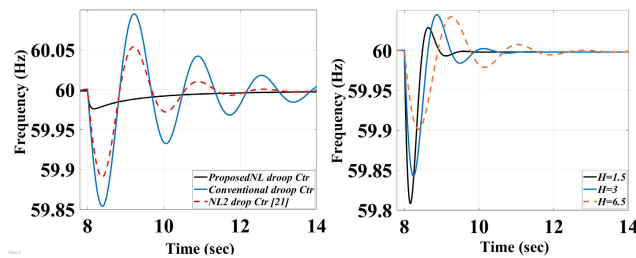 Frequency (Hz)
60.05
60
59.95
59.9
59.85
8
10
12
14
Time (sec)
ProposedNL droop Ctr
Conventional droop Ctr
NL2 drop Ctr [21]
Frequency (Hz)
60
59.95
59.9
59.85
59.8
8
10
12
14
Time (sec)
H=1.5
H=3
H=6.5